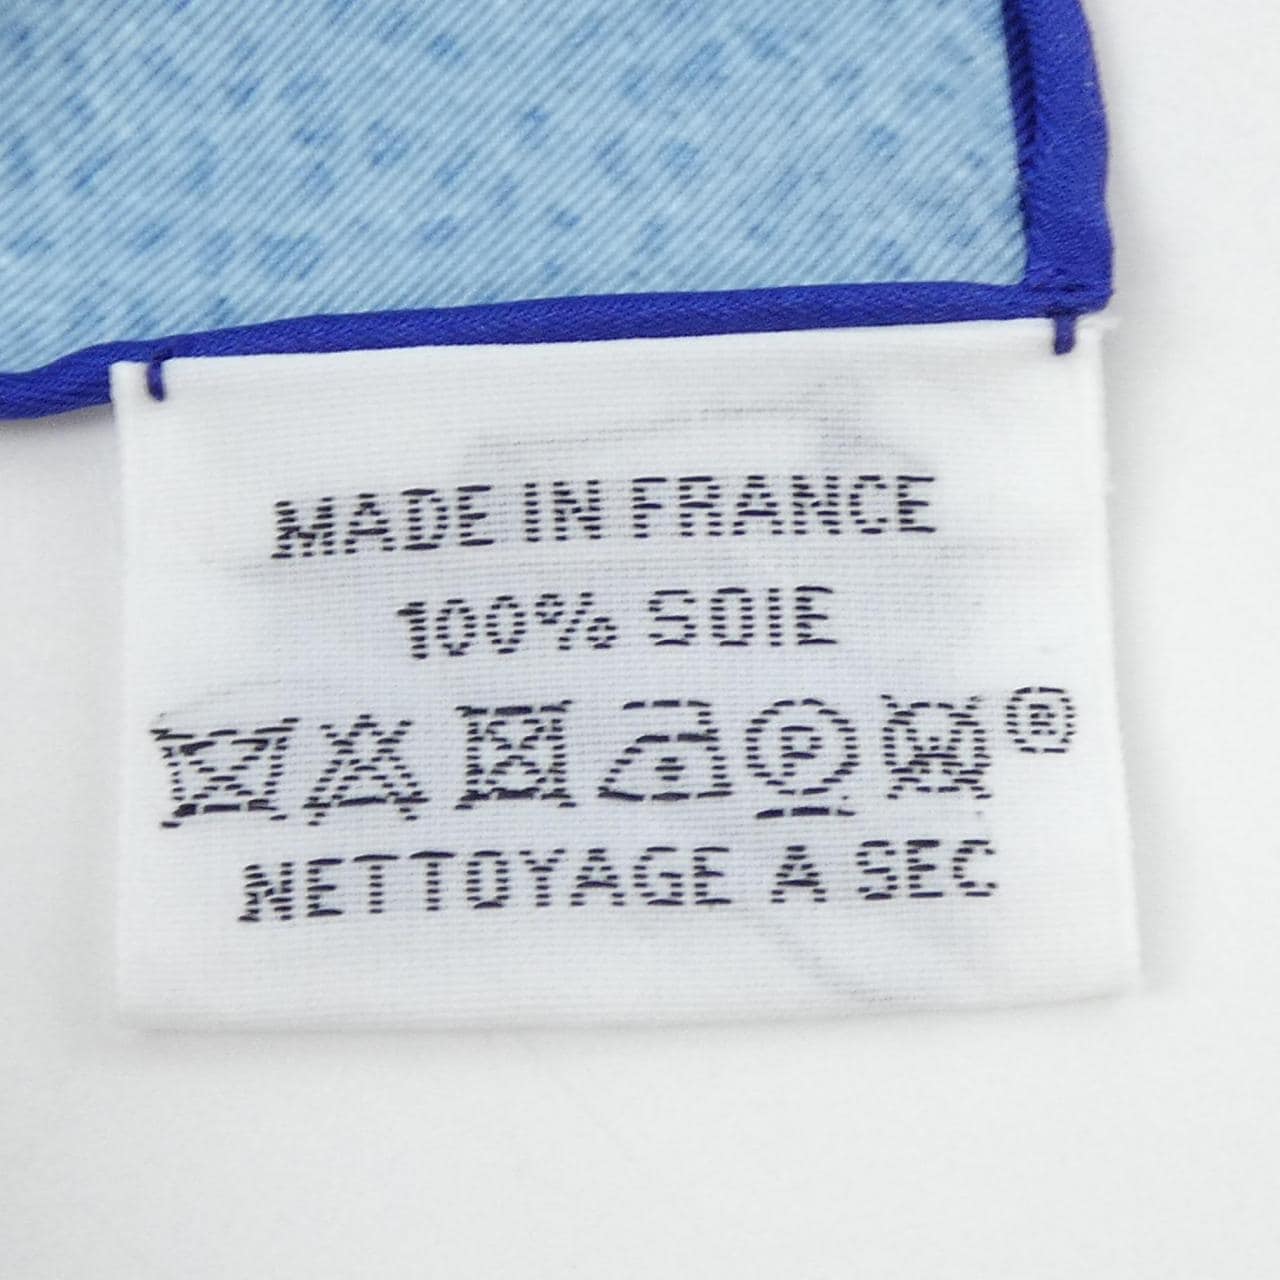 MADE IN FRANCE
100% SOIE
P ®
NETTOYAGE A SEC